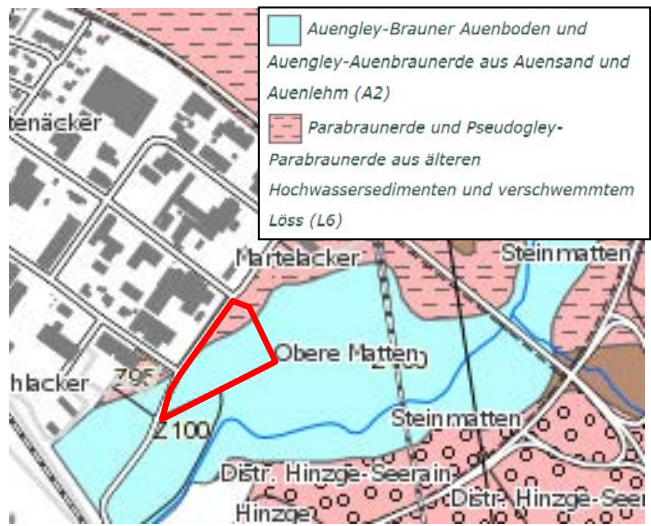 Auengley-Brauner Auenboden und
Auengley-Auenbraunerde aus Auensand und
Auenlehm (A2)
Parabraunerde und Pseudogley-
Parabraunerde aus älteren
Hochwassersedimenten und verschwemmtem
Löss (L6)
tenäcker
Martelacker
Steinmatten
Obere Matten
hlacker
Z95
Z100
Steinmatten
Distr. Hinzge-Seerain
Hinzge
Distr. Hinzge-Seer